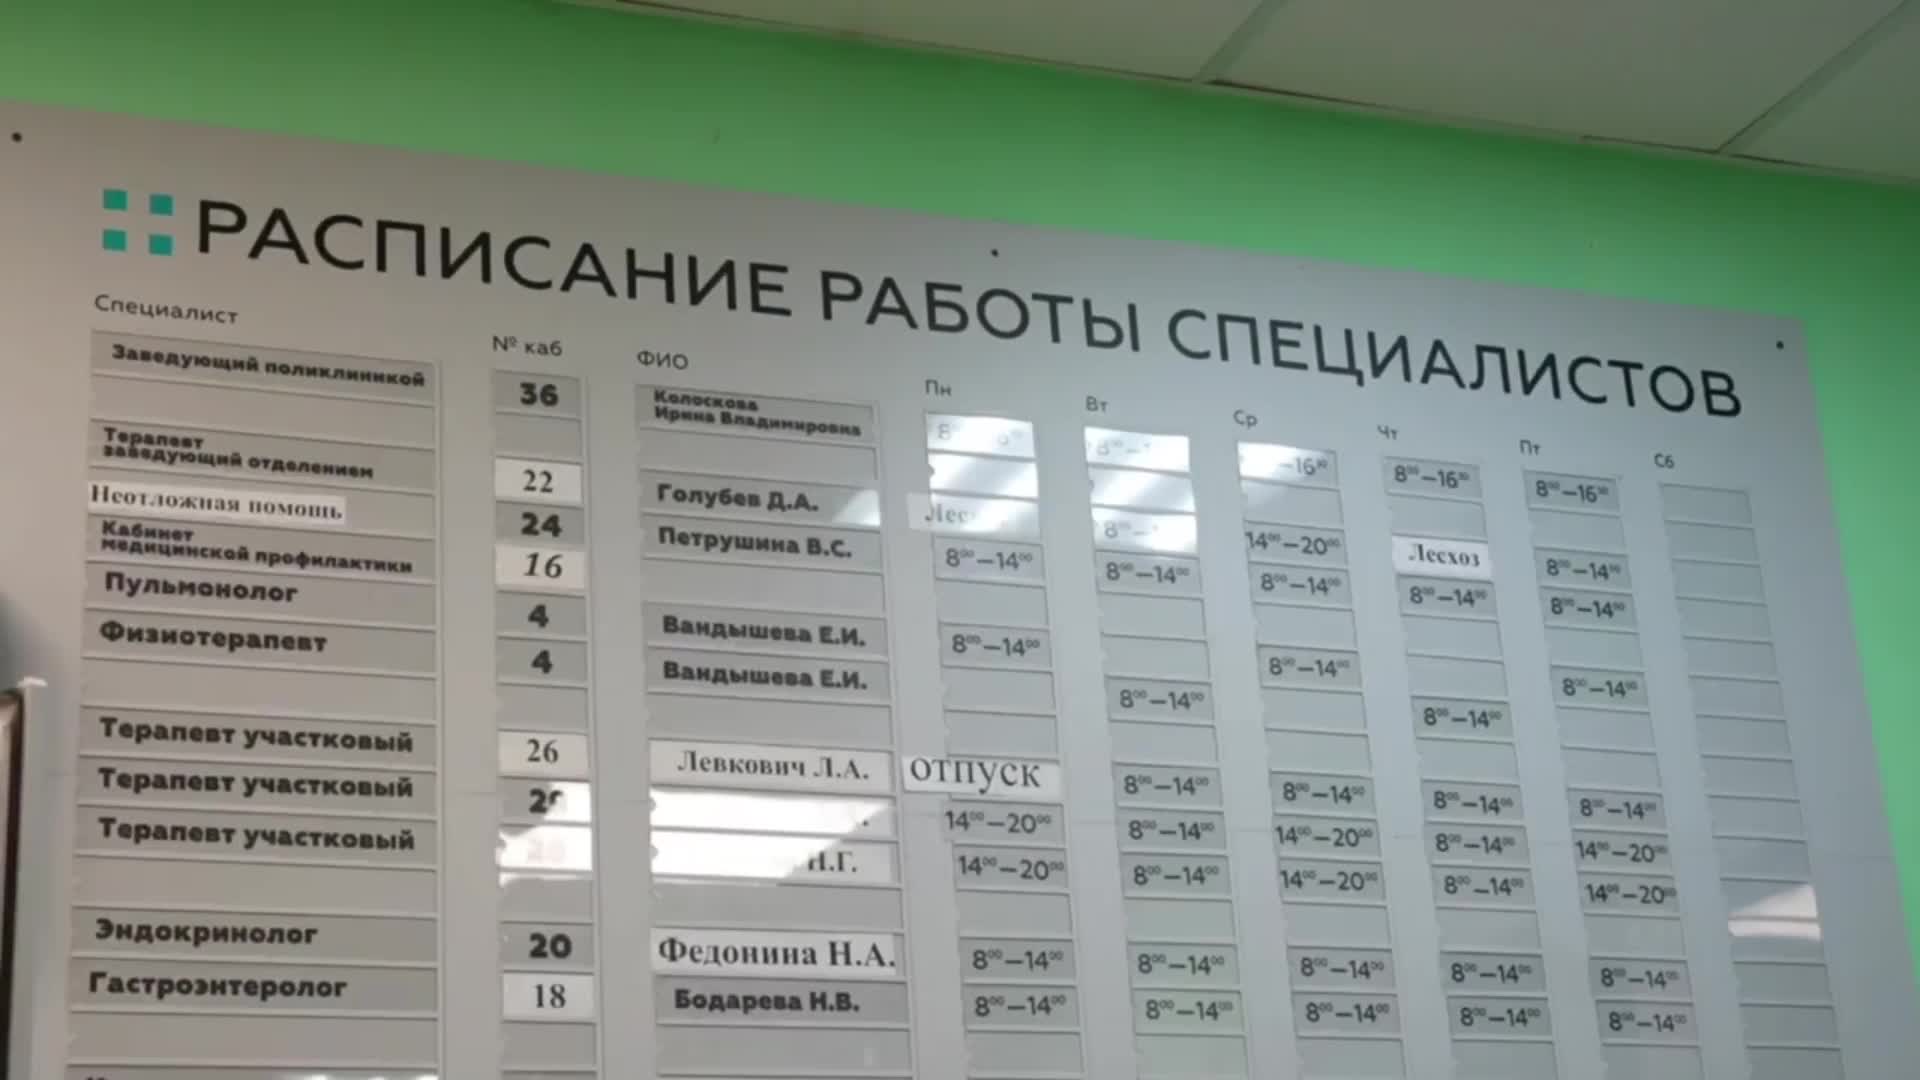 РАСПИСАНИЕ РАБОТЫ СПЕЦИАЛИСТОВ
Специалист № каб ФИО Пн Вт Ср Чт Пт Сб
Заведующий поликлиникой 36 Колоскова
Ирина Владимировна –16³⁰ 8⁰⁰–16³⁰ 8⁰⁰–16³⁰
Терапевт
заведующий отделением 22 Голубев Д.А. 14⁰⁰–20⁰⁰ Лесхоз 8⁰⁰–14⁰⁰
Неотложная помощь 24 Петрушина В.С. 8⁰⁰–14⁰⁰ 8⁰⁰–14⁰⁰ 8⁰⁰–14⁰⁰ 8⁰⁰–14⁰⁰ 8⁰⁰–14⁰⁰
Кабинет
медицинской профилактики 16
Пульмонолог 4 Вандышева Е.И. 8⁰⁰–14⁰⁰ 8⁰⁰–14⁰⁰ 8⁰⁰–14⁰⁰
Физиотерапевт 4 Вандышева Е.И. 8⁰⁰–14⁰⁰ 8⁰⁰–14⁰⁰
Терапевт участковый 26 Левкович Л.А. отпуск 8⁰⁰–14⁰⁰ 8⁰⁰–14⁰⁰ 8⁰⁰–14⁰⁰ 8⁰⁰–14⁰⁰
Терапевт участковый 14⁰⁰–20⁰⁰ 8⁰⁰–14⁰⁰ 14⁰⁰–20⁰⁰ 8⁰⁰–14⁰⁰ 14⁰⁰–20⁰⁰
Терапевт участковый Н.Г. 14⁰⁰–20⁰⁰ 8⁰⁰–14⁰⁰ 14⁰⁰–20⁰⁰ 8⁰⁰–14⁰⁰ 14⁰⁰–20⁰⁰
Эндокринолог 20 Федонина Н.А. 8⁰⁰–14⁰⁰ 8⁰⁰–14⁰⁰ 8⁰⁰–14⁰⁰ 8⁰⁰–14⁰⁰ 8⁰⁰–14⁰⁰
Гастроэнтеролог 18 Бодарева Н.В. 8⁰⁰–14⁰⁰ 8⁰⁰–14⁰⁰ 8⁰⁰–14⁰⁰ 8⁰⁰–14⁰⁰ 8⁰⁰–14⁰⁰